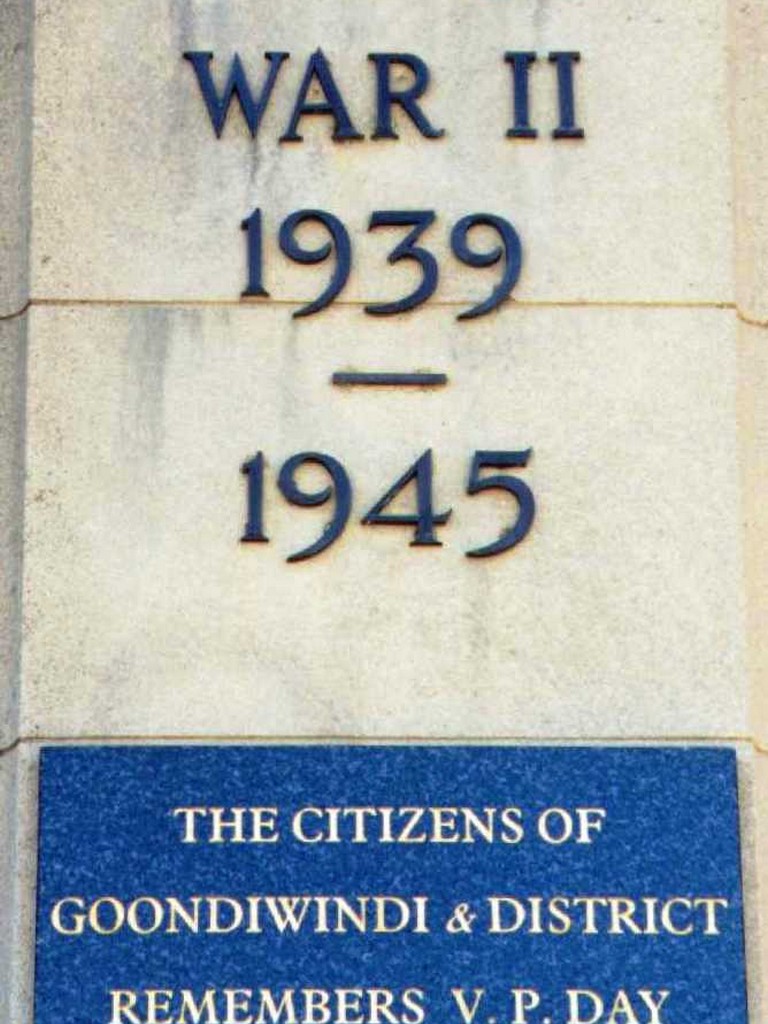 WAR II
1939
—
1945
THE CITIZENS OF
GOONDIWINDI & DISTRICT
REMEMBERS V. P. DAY